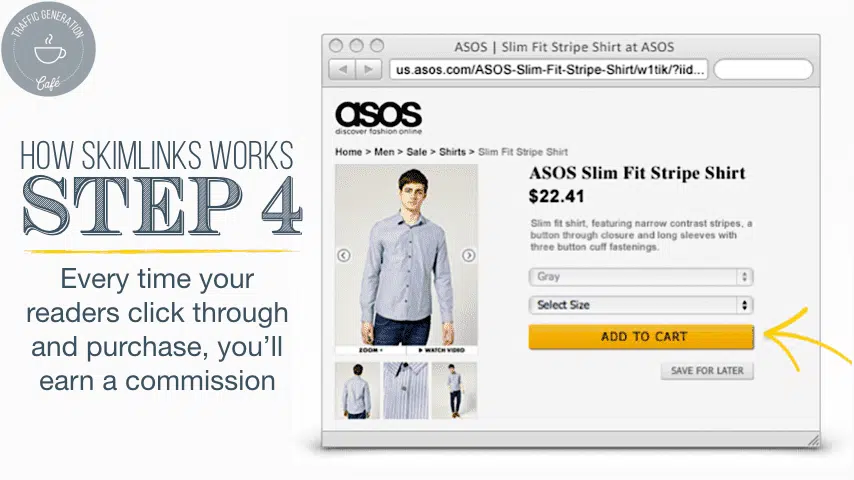 TRAFFIC GENERATION
Café
HOW SKIMLINKS WORKS
STEP 4
Every time your
readers click through
and purchase, you'll
earn a commission
ASOS | Slim Fit Stripe Shirt at ASOS
us.asos.com/ASOS-Slim-Fit-Stripe-Shirt/w1tik/?iid...
asos
discover fashion online
Home > Men > Sale > Shirts > Slim Fit Stripe Shirt
ASOS Slim Fit Stripe Shirt
$22.41
Slim fit shirt, featuring narrow contrast stripes, a
button through closure and long sleeves with
three button cuff fastenings.
Gray
Select Size
ADD TO CART
SAVE FOR LATER
ZOOM +
WATCH VIDEO